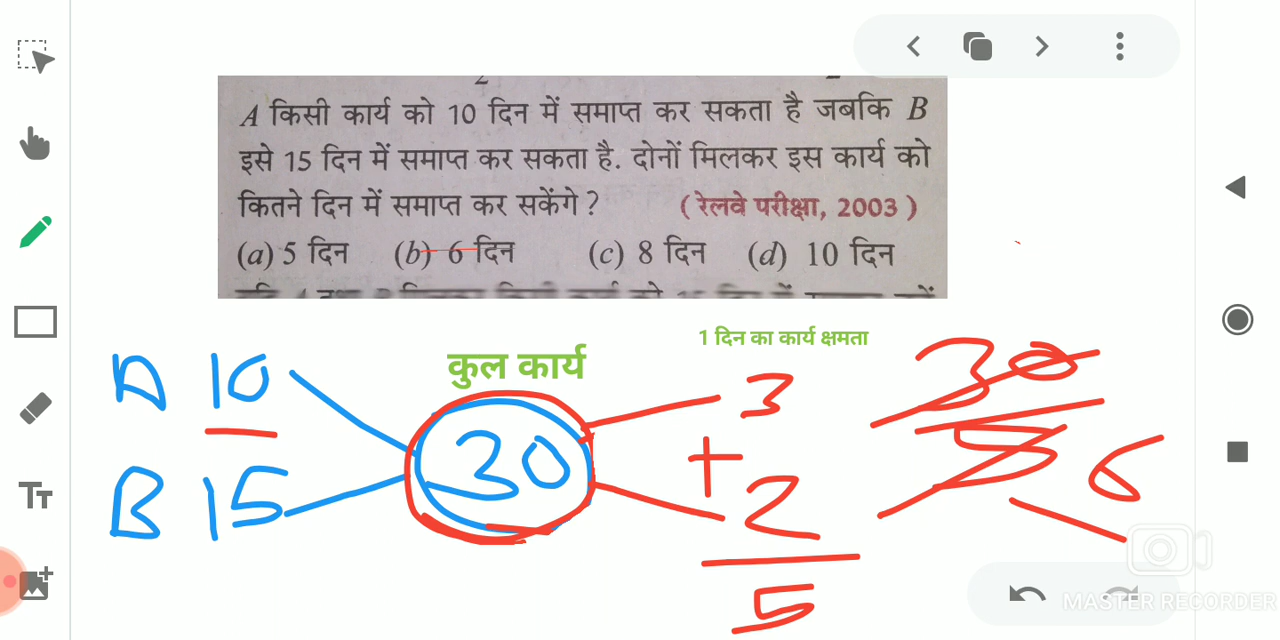 A किसी कार्य को 10 दिन में समाप्त कर सकता है जबकि B
इसे 15 दिन में समाप्त कर सकता है. दोनों मिलकर इस कार्य को
कितने दिन में समाप्त कर सकेंगे? (रेलवे परीक्षा, 2003)
(a) 5 दिन (b) 6 दिन (c) 8 दिन (d) 10 दिन
1 दिन का कार्य क्षमता
कुल कार्य
A 10
30
3
30
B 15
+ 2
5
6
5
Tт
MASTER RECORDER